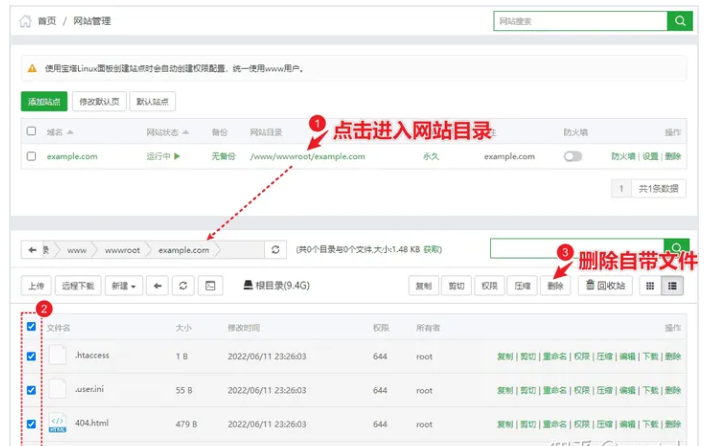 首页 / 网站管理
网站搜索
使用宝塔Linux面板创建站点时会自动创建权限配置，统一使用www用户。
添加站点 修改默认页 默认站点
1 点击进入网站目录
域名 网站状态 备份 网站目录 防火墙 操作
example.com 运行中 无备份 /www/wwwroot/example.com 永久 example.com 防火墙 | 设置 | 删除
1 共1条数据
www wwwroot example.com (共0个目录与0个文件,大小:1.48 KB 获取)
3 删除自带文件
上传 远程下载 新建 根目录(9.4G) 复制 剪切 权限 压缩 删除 回收站
2
文件名 大小 修改时间 权限 所有者 操作
.htaccess 1 B 2022/06/11 23:26:03 644 root 复制 | 剪切 | 重命名 | 权限 | 压缩 | 编辑 | 下载 | 删除
.user.ini 55 B 2022/06/11 23:26:03 644 root 复制 | 剪切 | 重命名 | 权限 | 压缩 | 编辑 | 下载 | 删除
404.html 479 B 2022/06/11 23:26:03 644 root 复制 | 剪切 | 重命名 | 权限 | 压缩 | 编辑 | 下载 | 删除